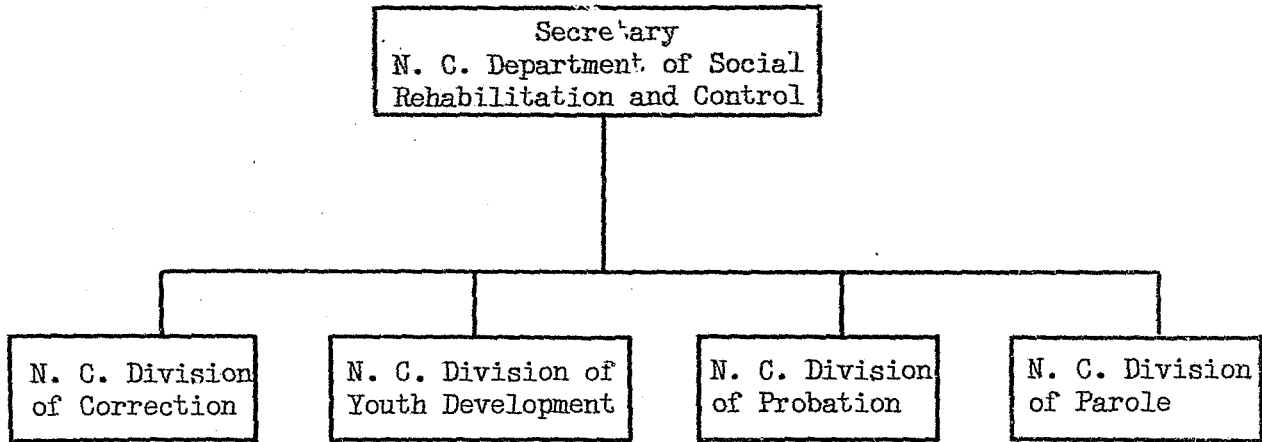 Secretary
N. C. Department of Social
Rehabilitation and Control
N. C. Division
of Correction
N. C. Division of
Youth Development
N. C. Division
of Probation
N. C. Division
of Parole